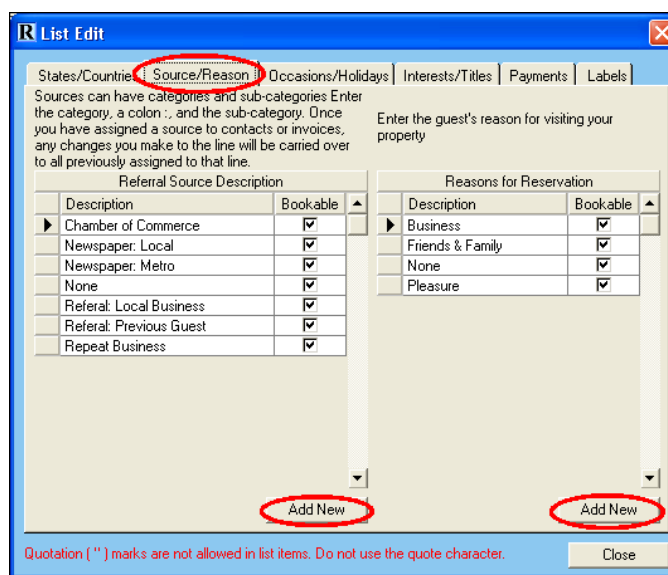 R List Edit
States/Countrie Source/Reason Occasions/Holidays Interests/Titles Payments Labels
Sources can have categories and sub-categories Enter
the category, a colon :, and the sub-category. Once
you have assigned a source to contacts or invoices,
any changes you make to the line will be carried over
to all previously assigned to that line.
Enter the guest's reason for visiting your
property
Referral Source Description
Description Bookable
Chamber of Commerce
Newspaper: Local
Newspaper: Metro
None
Referal: Local Business
Referral: Previous Guest
Repeat Business
Add New
Reasons for Reservation
Description Bookable
Business
Friends & Family
None
Pleasure
Add New
Quotation ( " ) marks are not allowed in list items. Do not use the quote character.
Close